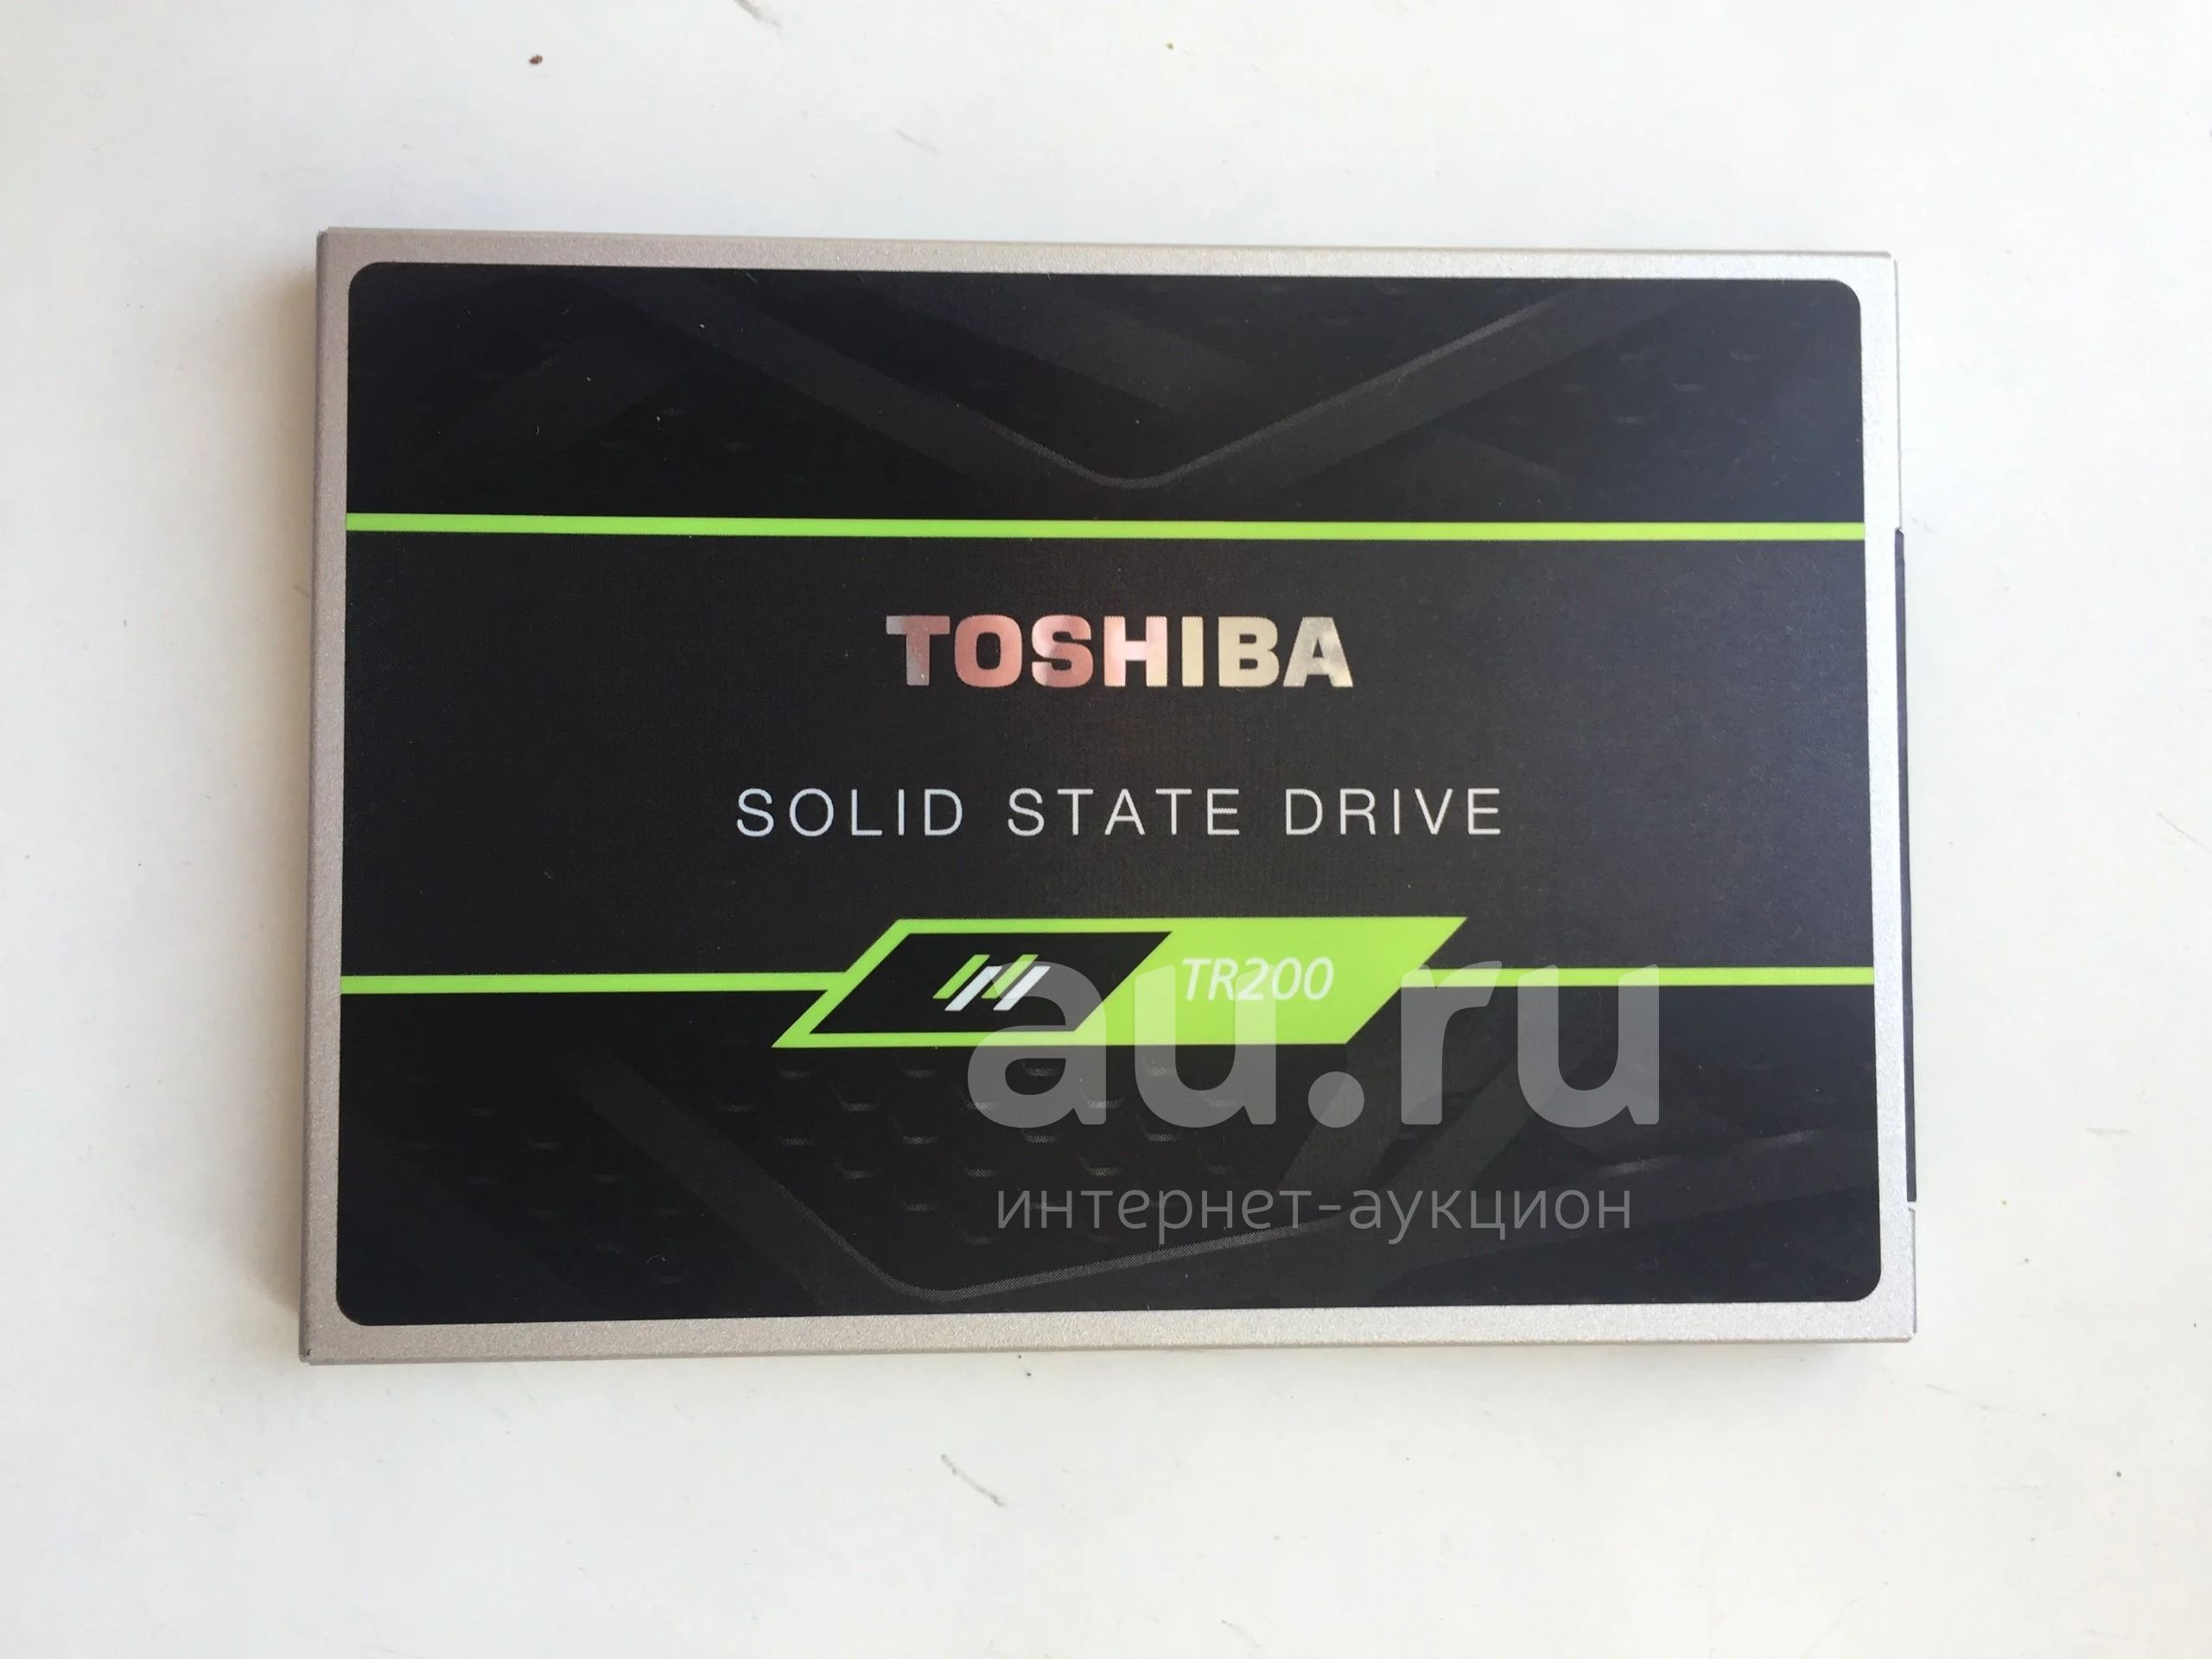 TOSHIBA
SOLID STATE DRIVE
TR200
au.ru
интернет-аукцион